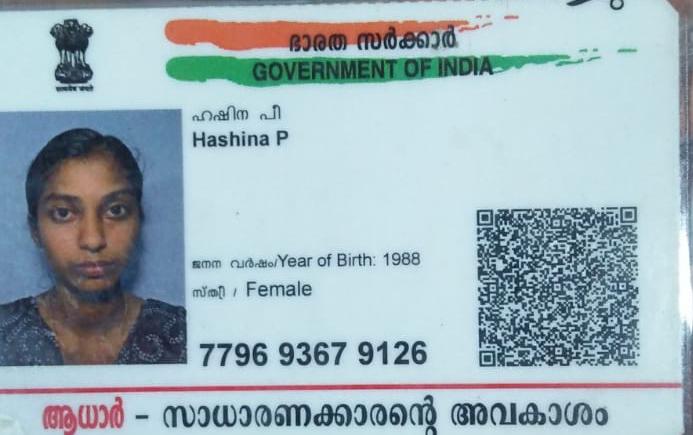 ഭാരത സർക്കാർ
GOVERNMENT OF INDIA
ഹഷിന പീ
Hashina P
ജനന വർഷം/Year of Birth: 1988
സ്ത്രീ / Female
7796 9367 9126
ആധാർ - സാധാരണക്കാരന്റെ അവകാശം